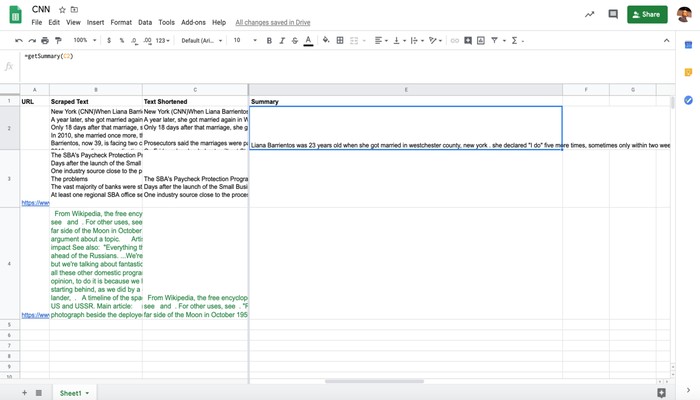 CNN
File Edit View Insert Format Data Tools Add-ons Help All changes saved in Drive
Share
100% $ % .0 .00 123 Default (Ari... 10 B I S A
fx =getSummary(C2)
A B C E F G
1 URL Scraped Text Text Shortened Summary
New York (CNN)When Liana Barri New York (CNN)When Liana Barrientos
A year later, she got married again A year later, she got married again in W
Only 18 days after that marriage, s Only 18 days after that marriage, she g
In 2010, she married once more, th
Barrientos, now 39, is facing two c Prosecutors said the marriages were pa
2 Liana Barrientos was 23 years old when she got married in westchester county, new york . she declared "I do" five more times, sometimes only within two wee
The SBA's Paycheck Protection Pr
Days after the launch of the Small
One industry source close to the p
The problems The SBA's Paycheck Protection Progra
The vast majority of banks were st Days after the launch of the Small Busi
At least one regional SBA office se One industry source close to the proces
3 https://ww
From Wikipedia, the free ency
see and . For other uses, see
far side of the Moon in October
argument about a topic. Arti
impact See also: "Everything th
ahead of the Russians. ...We're
but we're talking about fantastic
all these other domestic progra
opinion, to do it is because we h
starting behind, as we did by a
lander, . A timeline of the spa From Wikipedia, the free encyclop
US and USSR. Main article: see and . For other uses, see . "F
4 https://ww photograph beside the deploye far side of the Moon in October 195
5
6
7
8
9
10
Sheet1